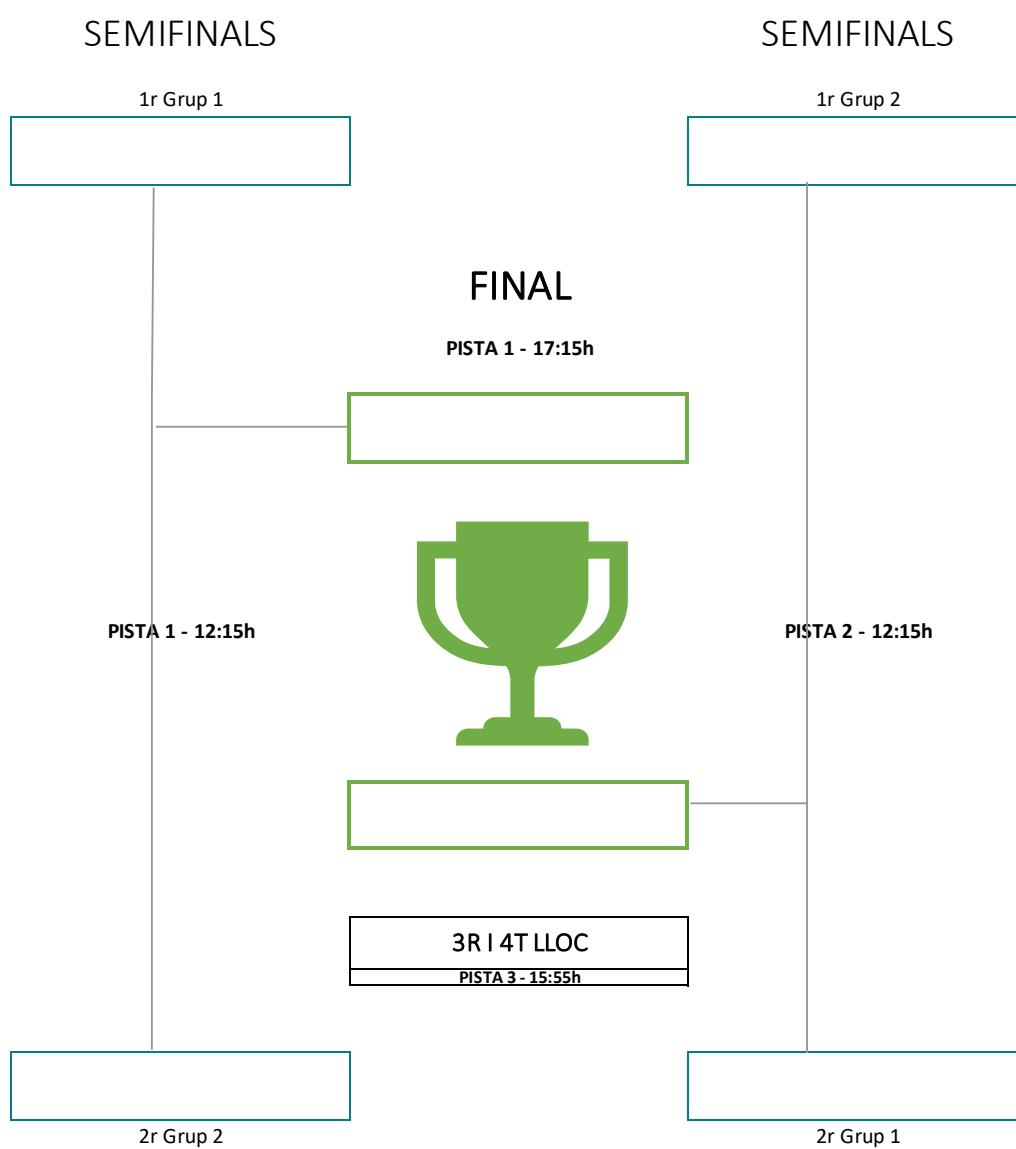 SEMIFINALS
SEMIFINALS
1r Grup 1
1r Grup 2
FINAL
PISTA 1 - 17:15h
PISTA 1 - 12:15h
PISTA 2 - 12:15h
3R I 4T LLOC
PISTA 3 - 15:55h
2r Grup 2
2r Grup 1